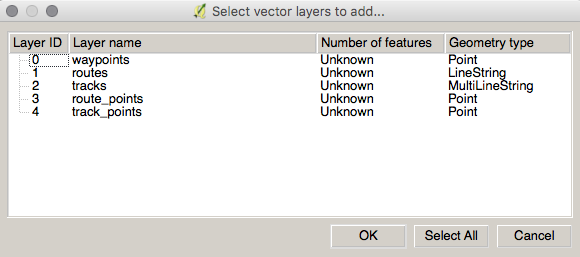 Select vector layers to add...
Layer ID Layer name Number of features Geometry type
0 waypoints Unknown Point
1 routes Unknown LineString
2 tracks Unknown MultiLineString
3 route_points Unknown Point
4 track_points Unknown Point
OK Select All Cancel